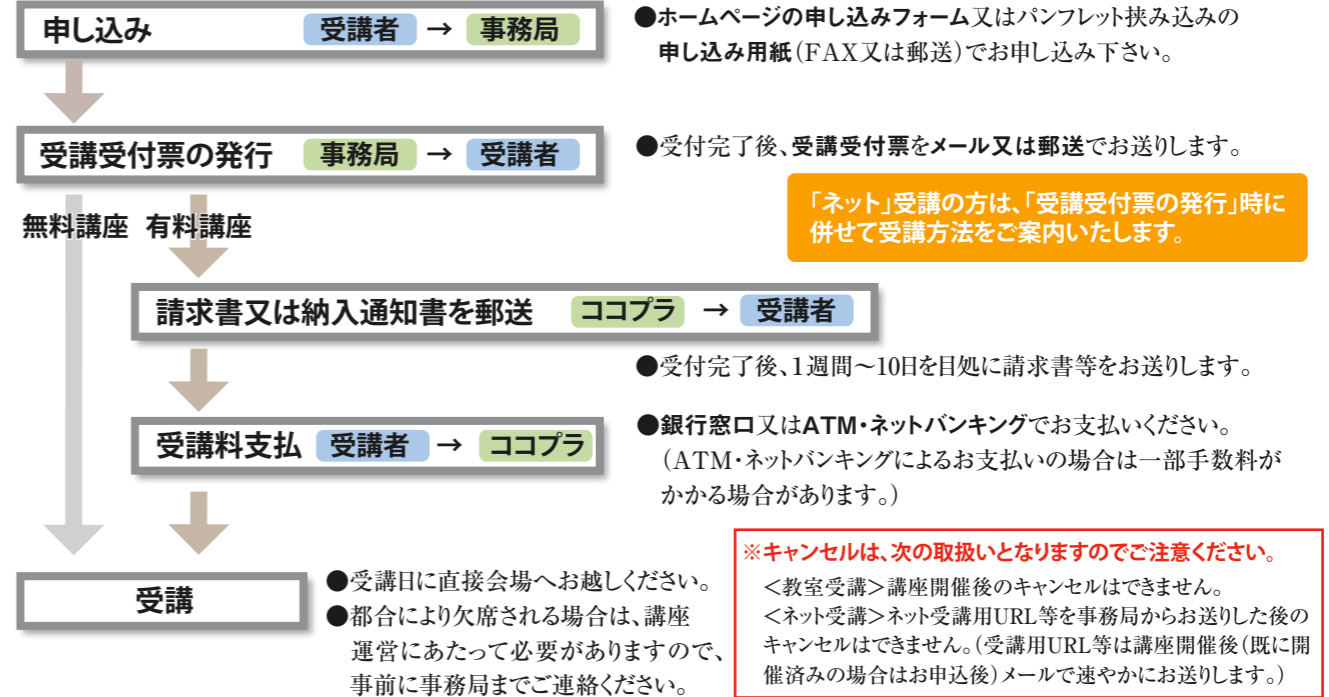 申し込み 受講者 → 事務局
●ホームページの申し込みフォーム又はパンフレット挟み込みの
申し込み用紙(FAX又は郵送)でお申し込み下さい。
受講受付票の発行 事務局 → 受講者
●受付完了後、受講受付票をメール又は郵送でお送りします。
「ネット」受講の方は、「受講受付票の発行」時に
併せて受講方法をご案内いたします。
無料講座 有料講座
請求書又は納入通知書を郵送 ココプラ → 受講者
●受付完了後、1週間～10日を目処に請求書等をお送りします。
受講料支払 受講者 → ココプラ
●銀行窓口又はATM・ネットバンキングでお支払いください。
(ATM・ネットバンキングによるお支払いの場合は一部手数料が
かかる場合があります。)
受講
●受講日に直接会場へお越しください。
●都合により欠席される場合は、講座
運営にあたって必要がありますので、
事前に事務局までご連絡ください。
※キャンセルは、次の取扱いとなりますのでご注意ください。
＜教室受講＞講座開催後のキャンセルはできません。
＜ネット受講＞ネット受講用URL等を事務局からお送りした後の
キャンセルはできません。(受講用URL等は講座開催後(既に開
催済みの場合はお申込後)メールで速やかにお送りします。)